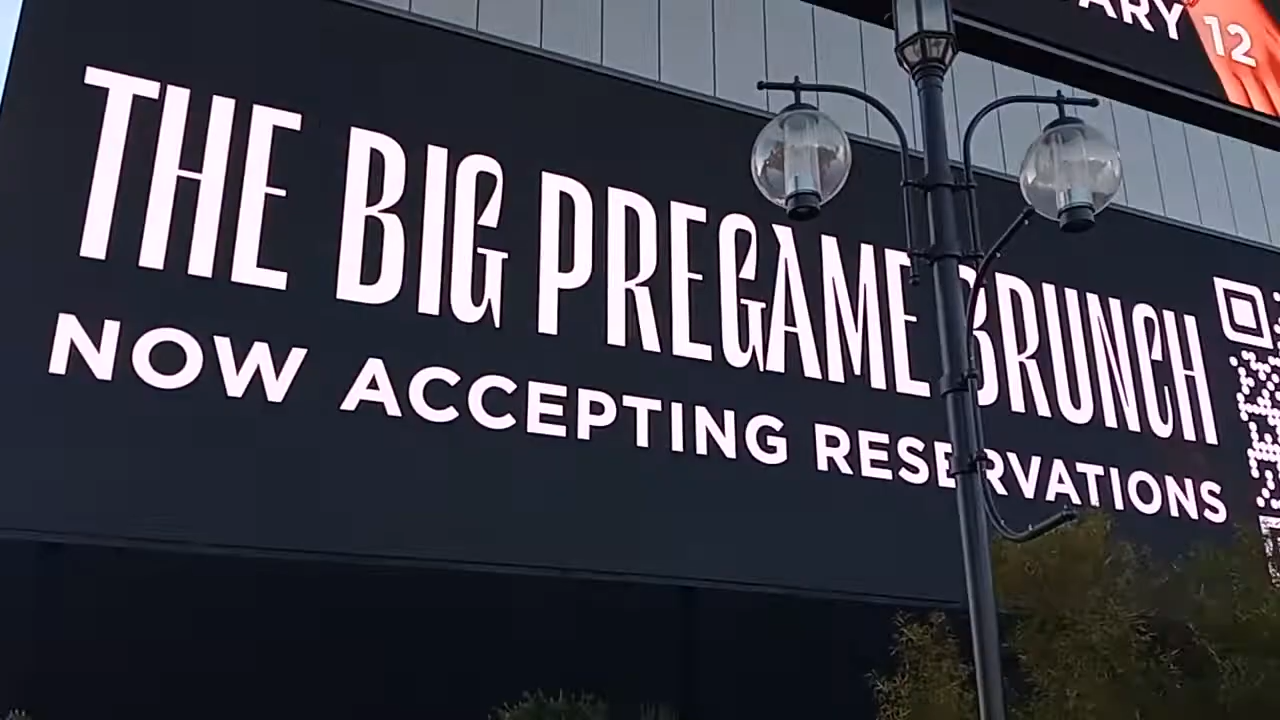 ARY 12
THE BIG PREGAME BRUNCH
NOW ACCEPTING RESERVATIONS